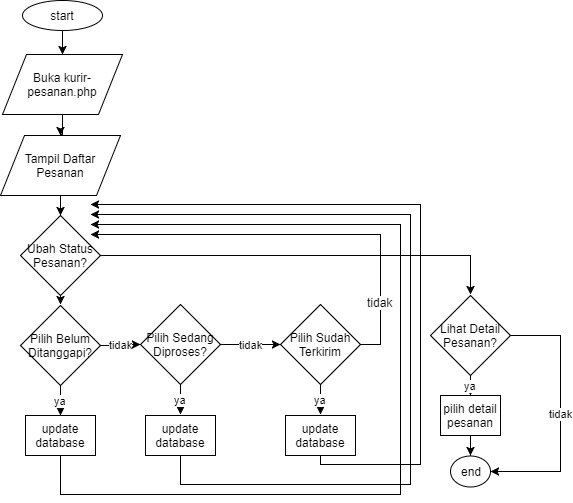 start
Buka kurir-
pesanan.php
Tampil Daftar
Pesanan
Ubah Status
Pesanan?
tidak
Pilih Belum
Ditanggapi?
tidak
Pilih Sedang
Diproses?
tidak
Pilih Sudah
Terkirim
Lihat Detail
Pesanan?
ya
ya
ya
ya
update
database
update
database
update
database
pilih detail
pesanan
tidak
end